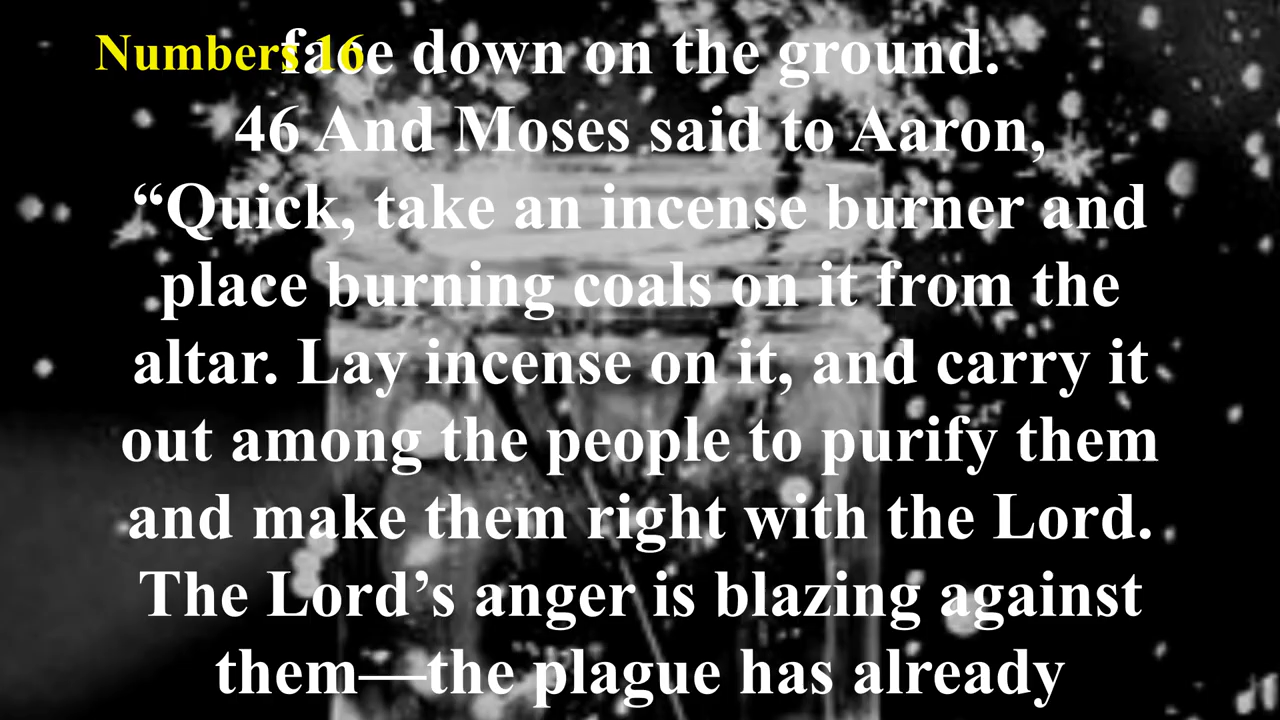 Numbers 16
face down on the ground.
46 And Moses said to Aaron,
“Quick, take an incense burner and
place burning coals on it from the
altar. Lay incense on it, and carry it
out among the people to purify them
and make them right with the Lord.
The Lord’s anger is blazing against
them—the plague has already